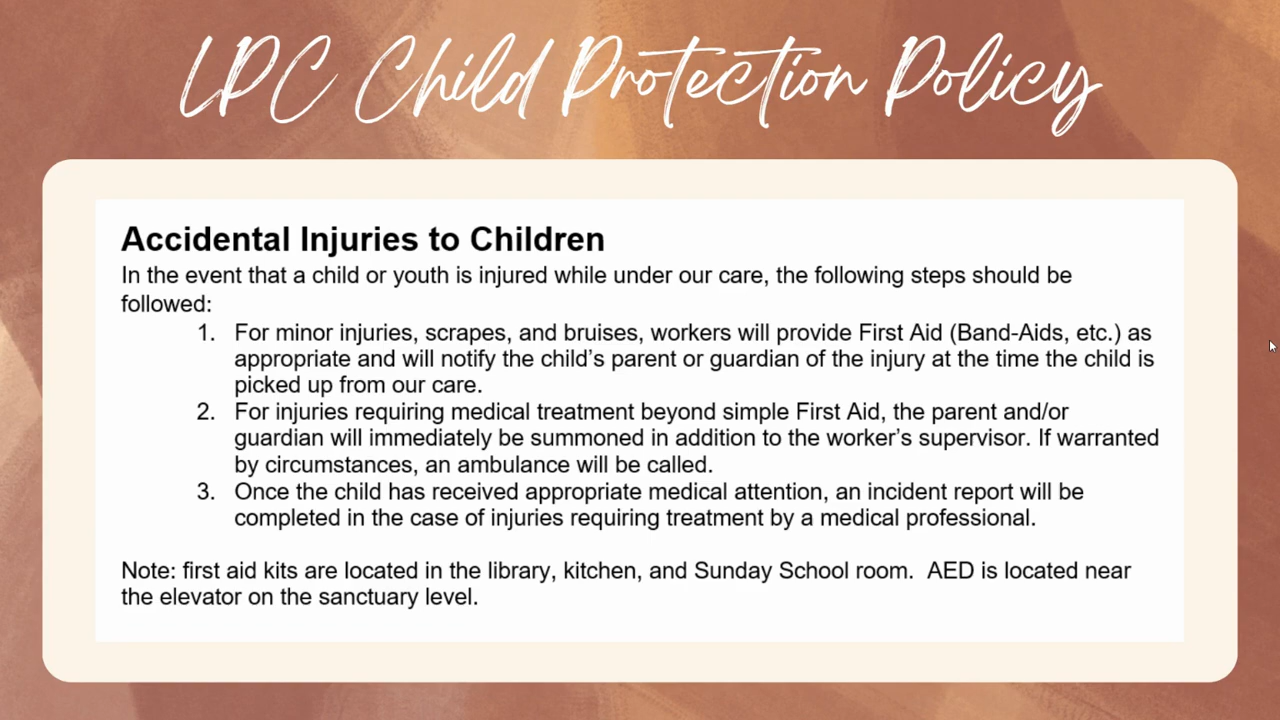 LPC Child Protection Policy
Accidental Injuries to Children
In the event that a child or youth is injured while under our care, the following steps should be
followed:
1. For minor injuries, scrapes, and bruises, workers will provide First Aid (Band-Aids, etc.) as
appropriate and will notify the child’s parent or guardian of the injury at the time the child is
picked up from our care.
2. For injuries requiring medical treatment beyond simple First Aid, the parent and/or
guardian will immediately be summoned in addition to the worker’s supervisor. If warranted
by circumstances, an ambulance will be called.
3. Once the child has received appropriate medical attention, an incident report will be
completed in the case of injuries requiring treatment by a medical professional.
Note: first aid kits are located in the library, kitchen, and Sunday School room.  AED is located near
the elevator on the sanctuary level.